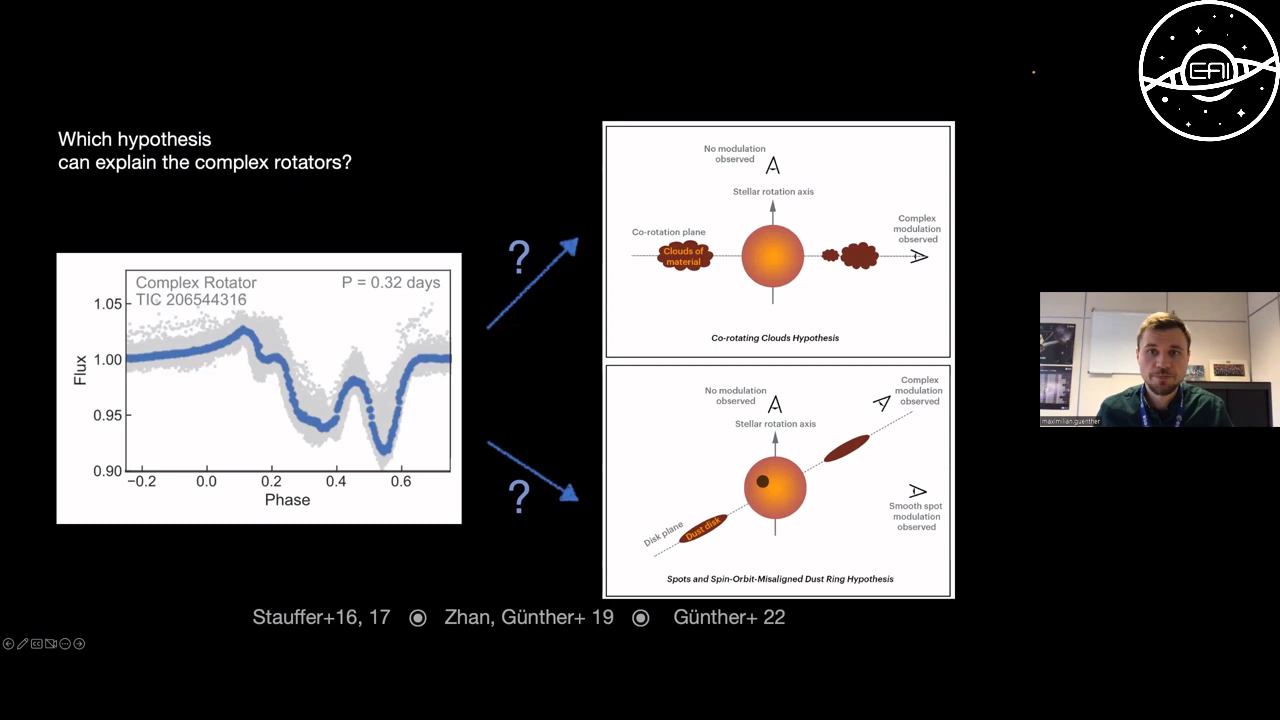 EAI
Which hypothesis
can explain the complex rotators?
Complex Rotator
P = 0.32 days
TIC 206544316
1.05
1.00
0.95
0.90
Flux
−0.2
0.0
0.2
0.4
0.6
Phase
?
?
No modulation
observed
Stellar rotation axis
Co-rotation plane
Clouds of
material
Complex
modulation
observed
Co-rotating Clouds Hypothesis
No modulation
observed
Stellar rotation axis
Complex
modulation
observed
Disk plane
Dust disk
Smooth spot
modulation
observed
Spots and Spin-Orbit-Misaligned Dust Ring Hypothesis
Stauffer+16, 17 ◉ Zhan, Günther+ 19 ◉ Günther+ 22
maximilian.guenther
CC